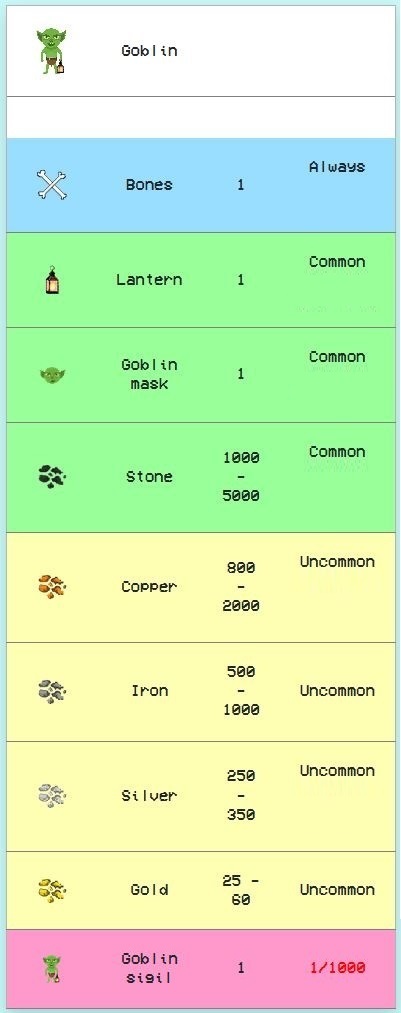 Goblin
Bones 1 Always
Lantern 1 Common
Goblin
mask 1 Common
Stone 1000
-
5000 Common
Copper 800
-
2000 Uncommon
Iron 500
-
1000 Uncommon
Silver 250
-
350 Uncommon
Gold 25 -
60 Uncommon
Goblin
sigil 1 1/1000